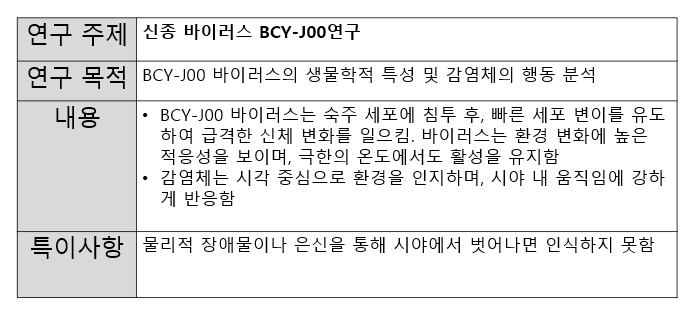 연구 주제
신종 바이러스 BCY-J00연구
연구 목적
BCY-J00 바이러스의 생물학적 특성 및 감염체의 행동 분석
내용
• BCY-J00 바이러스는 숙주 세포에 침투 후, 빠른 세포 변이를 유도
하여 급격한 신체 변화를 일으킴. 바이러스는 환경 변화에 높은
적응성을 보이며, 극한의 온도에서도 활성을 유지함
• 감염체는 시각 중심으로 환경을 인지하며, 시야 내 움직임에 강하
게 반응함
특이사항
물리적 장애물이나 은신을 통해 시야에서 벗어나면 인식하지 못함